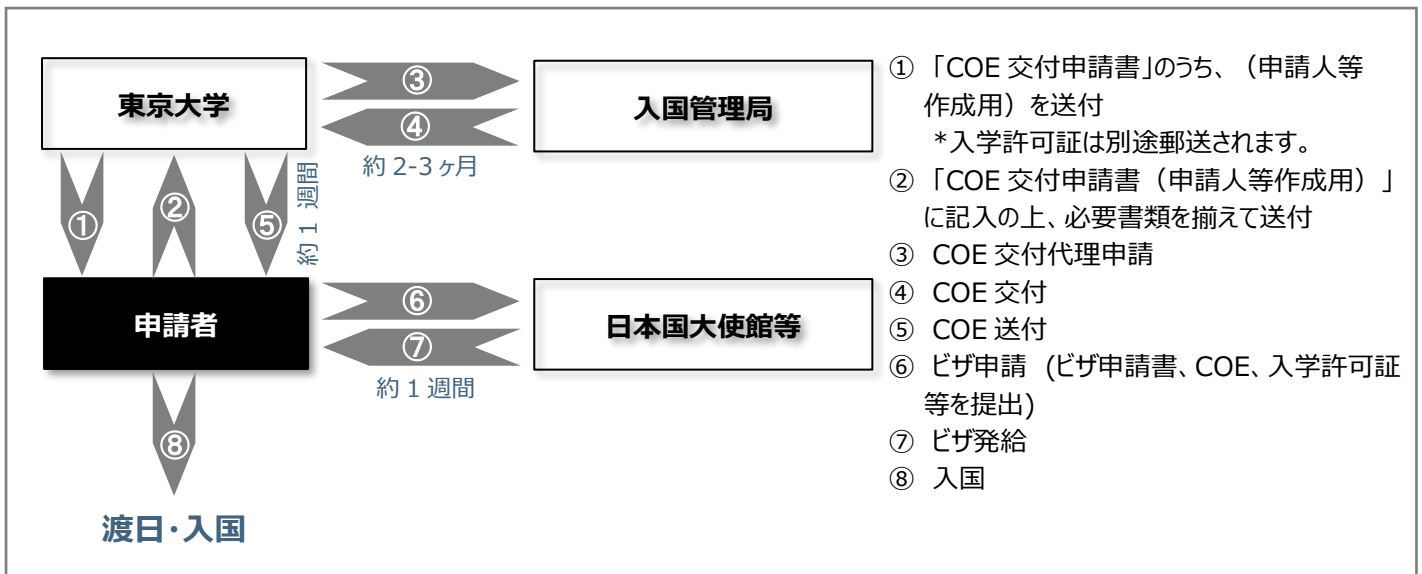 東京大学
③
④
約 2-3 ヶ月
入国管理局
①
②
⑤
約 1 週間
申請者
⑥
⑦
約 1 週間
日本国大使館等
⑧
渡日・入国
① 「COE 交付申請書」のうち、（申請人等
作成用）を送付
*入学許可証は別途郵送されます。
② 「COE 交付申請書（申請人等作成用）」
に記入の上、必要書類を揃えて送付
③ COE 交付代理申請
④ COE 交付
⑤ COE 送付
⑥ ビザ申請 (ビザ申請書、COE、入学許可証
等を提出)
⑦ ビザ発給
⑧ 入国